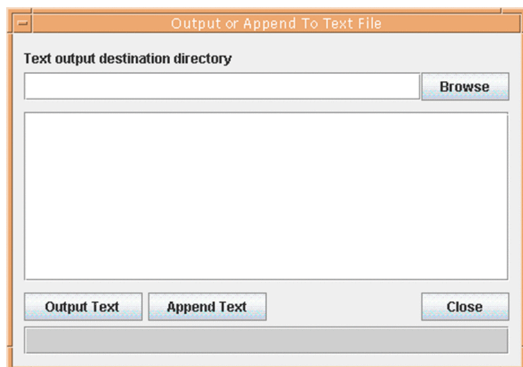 Output or Append To Text File
Text output destination directory
Browse
Output Text
Append Text
Close